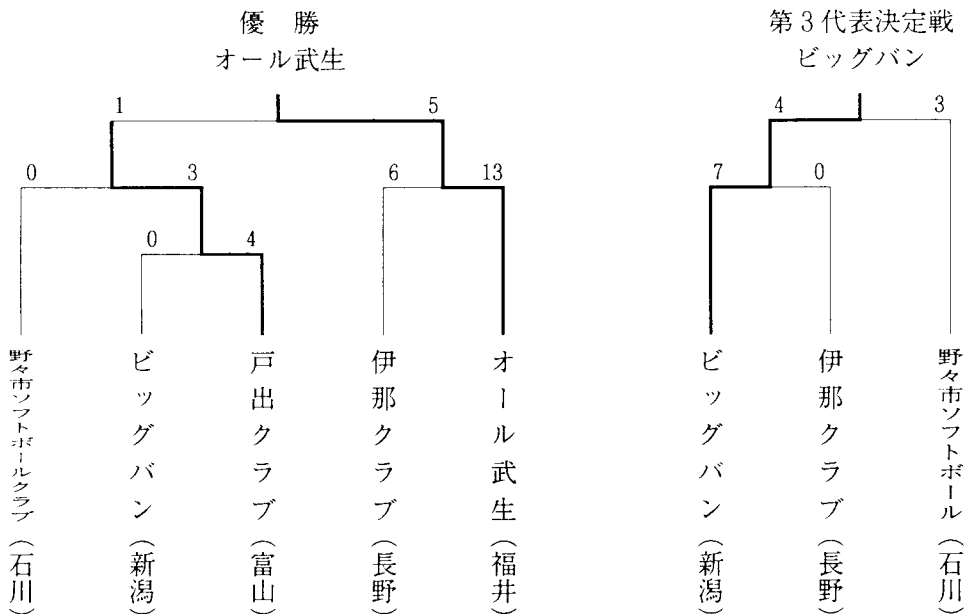 優　勝
オール武生
第3代表決定戦
ビッグバン
1
5
4
3
0
3
6
13
7
0
0
4
野々市ソフトボールクラブ（石川）
ビッグバン（新潟）
戸出クラブ（富山）
伊那クラブ（長野）
オール武生（福井）
ビッグバン（新潟）
伊那クラブ（長野）
野々市ソフトボール（石川）